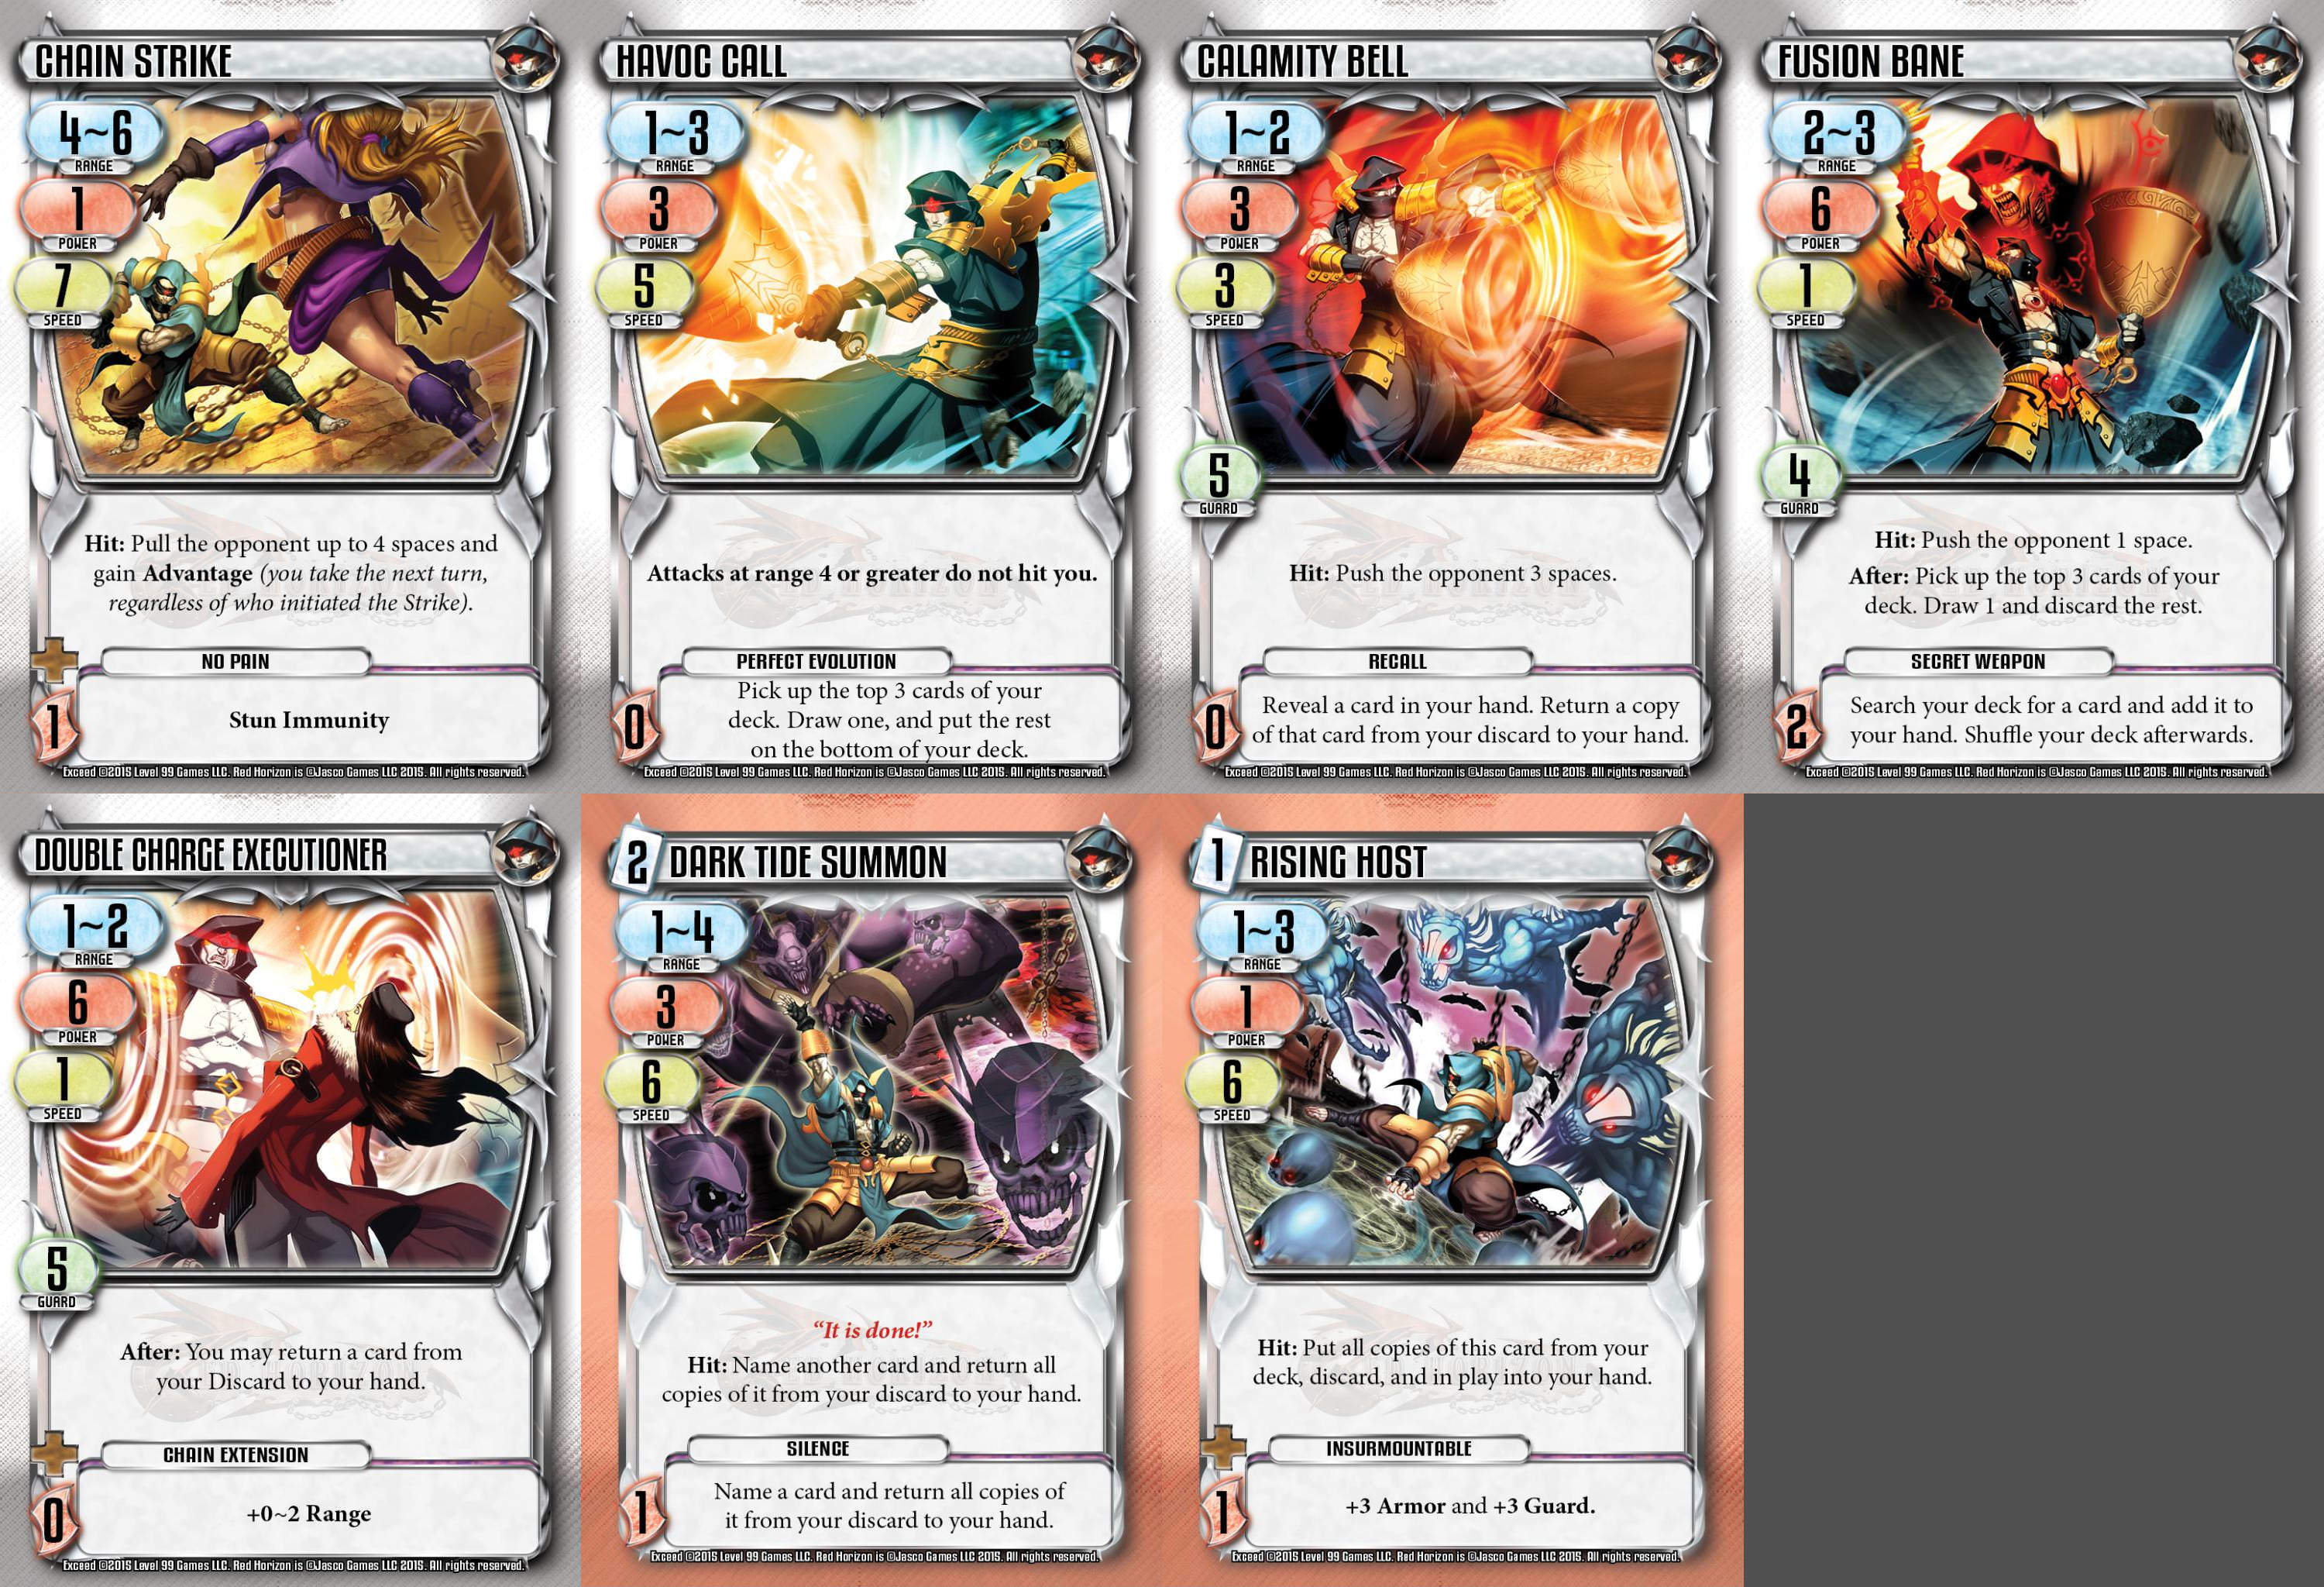 CHAIN STRIKE
4~6
RANGE
1
POWER
7
SPEED
Hit: Pull the opponent up to 4 spaces and
gain Advantage (you take the next turn,
regardless of who initiated the Strike).
NO PAIN
1
Stun Immunity
Exceed ©2015 Level 99 Games LLC. Red Horizon is ©Jasco Games LLC 2015. All rights reserved.
HAVOC CALL
1~3
RANGE
3
POWER
5
SPEED
Attacks at range 4 or greater do not hit you.
PERFECT EVOLUTION
0
Pick up the top 3 cards of your
deck. Draw one, and put the rest
on the bottom of your deck.
Exceed ©2015 Level 99 Games LLC. Red Horizon is ©Jasco Games LLC 2015. All rights reserved.
CALAMITY BELL
1~2
RANGE
3
POWER
3
SPEED
5
GUARD
Hit: Push the opponent 3 spaces.
RECALL
0
Reveal a card in your hand. Return a copy
of that card from your discard to your hand.
Exceed ©2015 Level 99 Games LLC. Red Horizon is ©Jasco Games LLC 2015. All rights reserved.
FUSION BANE
2~3
RANGE
6
POWER
1
SPEED
4
GUARD
Hit: Push the opponent 1 space.
After: Pick up the top 3 cards of your
deck. Draw 1 and discard the rest.
SECRET WEAPON
2
Search your deck for a card and add it to
your hand. Shuffle your deck afterwards.
Exceed ©2015 Level 99 Games LLC. Red Horizon is ©Jasco Games LLC 2015. All rights reserved.
DOUBLE CHARGE EXECUTIONER
1~2
RANGE
6
POWER
1
SPEED
5
GUARD
After: You may return a card from
your Discard to your hand.
CHAIN EXTENSION
0
+0~2 Range
Exceed ©2015 Level 99 Games LLC. Red Horizon is ©Jasco Games LLC 2015. All rights reserved.
2 DARK TIDE SUMMON
1~4
RANGE
3
POWER
6
SPEED
“It is done!”
Hit: Name another card and return all
copies of it from your discard to your hand.
SILENCE
1
Name a card and return all copies of
it from your discard to your hand.
Exceed ©2015 Level 99 Games LLC. Red Horizon is ©Jasco Games LLC 2015. All rights reserved.
1 RISING HOST
1~3
RANGE
1
POWER
6
SPEED
Hit: Put all copies of this card from your
deck, discard, and in play into your hand.
INSURMOUNTABLE
1
+3 Armor and +3 Guard.
Exceed ©2015 Level 99 Games LLC. Red Horizon is ©Jasco Games LLC 2015. All rights reserved.